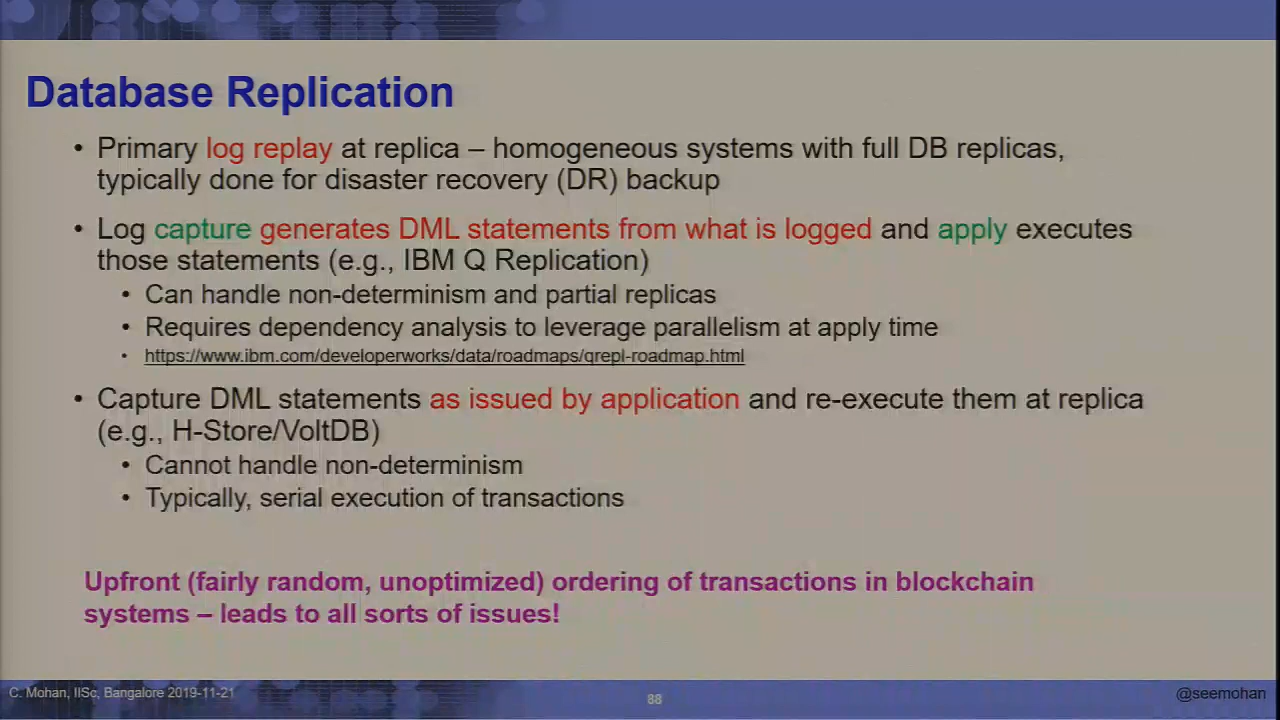 Database Replication
• Primary log replay at replica – homogeneous systems with full DB replicas,
typically done for disaster recovery (DR) backup
• Log capture generates DML statements from what is logged and apply executes
those statements (e.g., IBM Q Replication)
• Can handle non-determinism and partial replicas
• Requires dependency analysis to leverage parallelism at apply time
• https://www.ibm.com/developerworks/data/roadmaps/qrepl-roadmap.html
• Capture DML statements as issued by application and re-execute them at replica
(e.g., H-Store/VoltDB)
• Cannot handle non-determinism
• Typically, serial execution of transactions
Upfront (fairly random, unoptimized) ordering of transactions in blockchain
systems – leads to all sorts of issues!
C. Mohan, IISc, Bangalore 2019-11-21
88
@seemohan